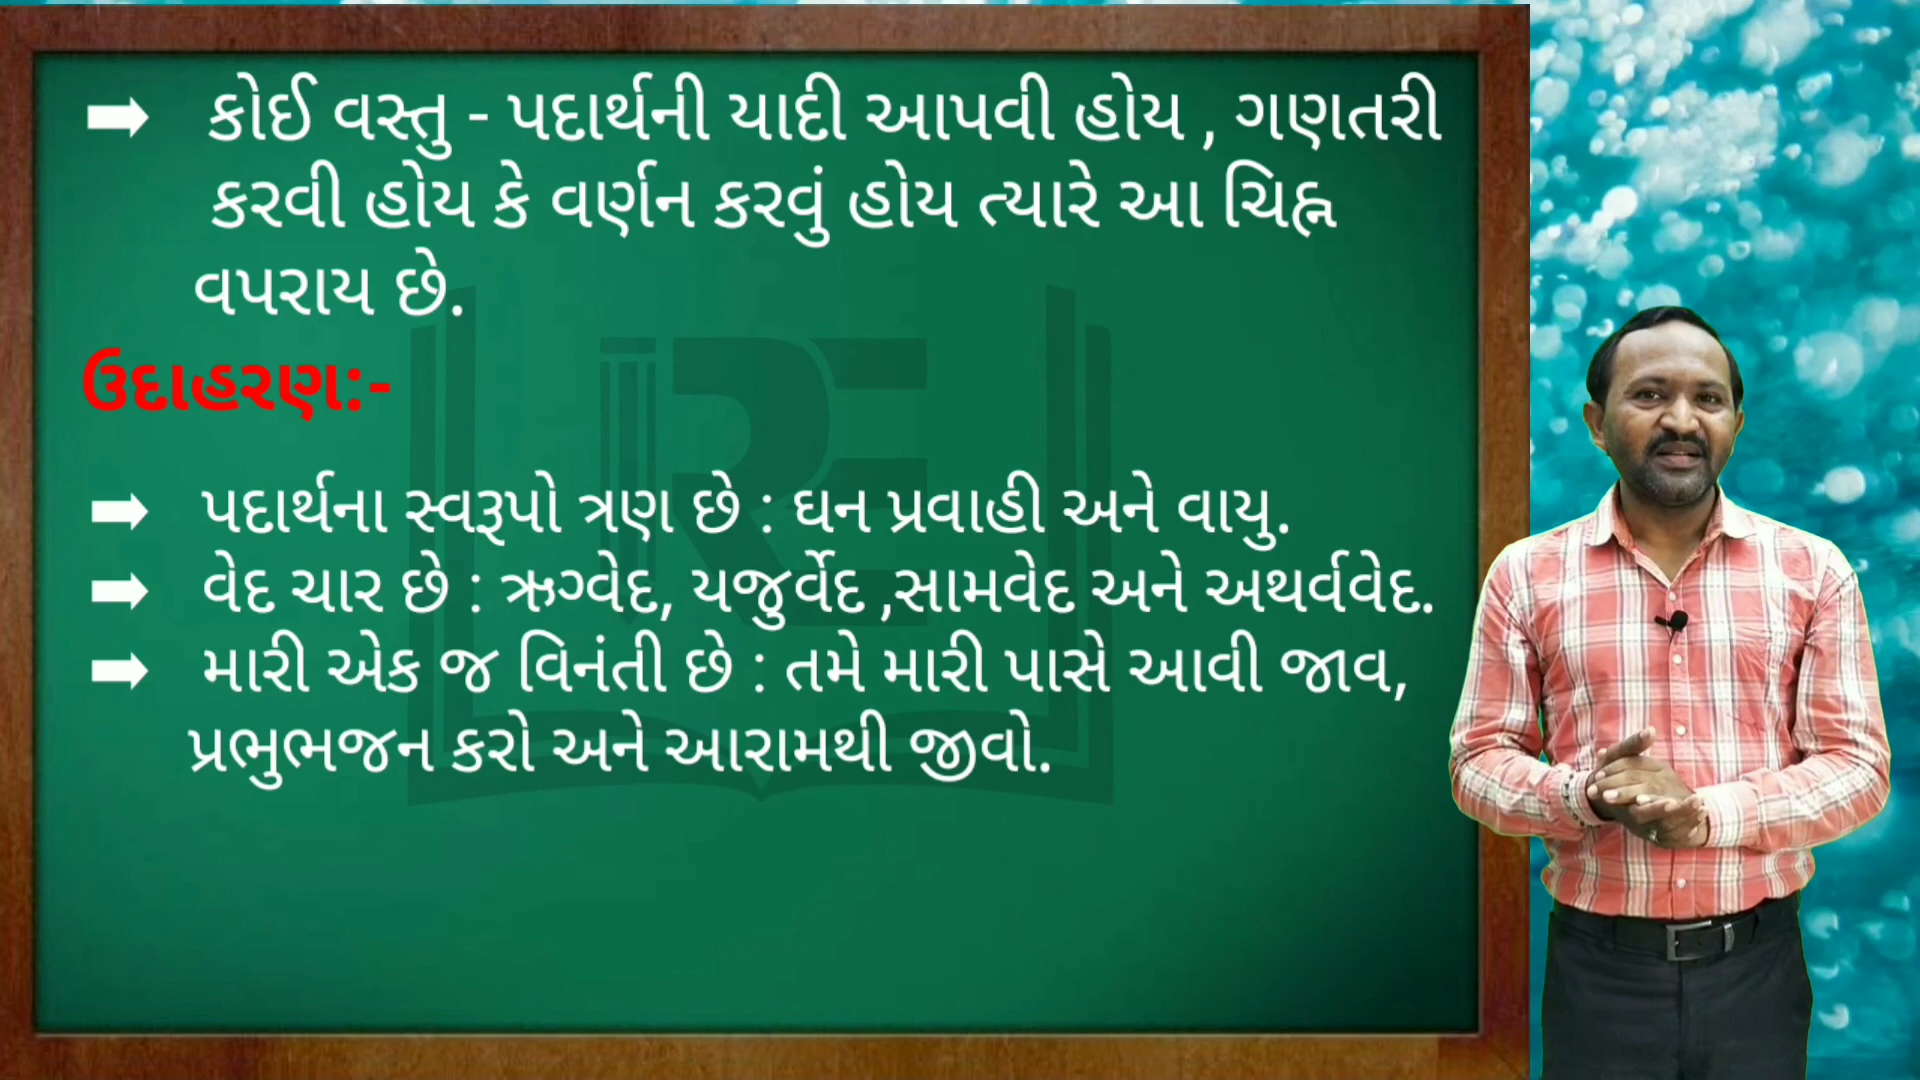 ➡ કોઈ વસ્તુ - પદાર્થની યાદી આપવી હોય , ગણતરી
કરવી હોય કે વર્ણન કરવું હોય ત્યારે આ ચિહ્ન
વપરાય છે.
ઉદાહરણ:-
➡ પદાર્થના સ્વરૂપો ત્રણ છે : ઘન પ્રવાહી અને વાયુ.
➡ વેદ ચાર છે : ઋગ્વેદ, યજુર્વેદ ,સામવેદ અને અથર્વવેદ.
➡ મારી એક જ વિનંતી છે : તમે મારી પાસે આવી જાવ,
પ્રભુભજન કરો અને આરામથી જીવો.